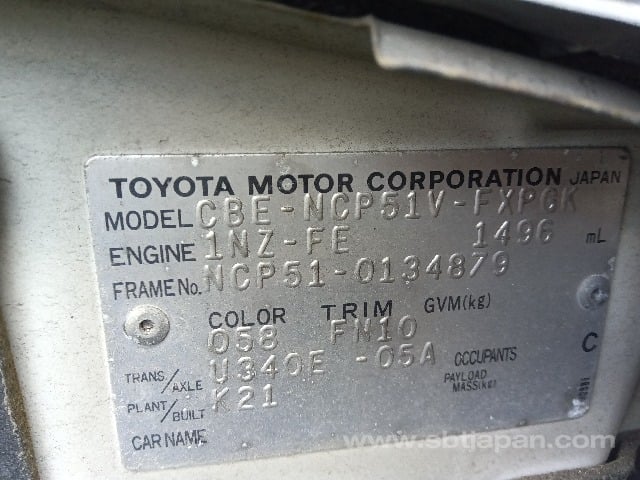 TOYOTA MOTOR CORPORATION JAPAN
MODEL CBE-NCP51V-FXPGK
ENGINE 1NZ-FE 1496 mL
FRAME No. NCP51-0134879
COLOR TRIM GVM(kg)
058 FN10 C
TRANS/AXLE U340E -05A OCCUPANTS
PAYLOAD MASS(kg)
PLANT/BUILT K21
CAR NAME
www.sbtjapan.com